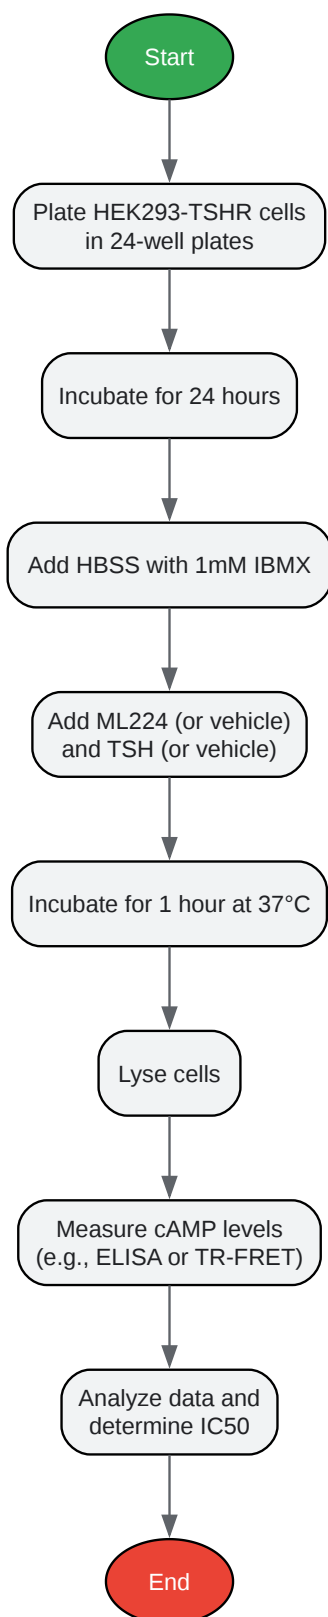 Start
Plate HEK293-TSHR cells
in 24-well plates
Incubate for 24 hours
Add HBSS with 1mM IBMX
Add ML224 (or vehicle)
and TSH (or vehicle)
Incubate for 1 hour at 37°C
Lyse cells
Measure cAMP levels
(e.g., ELISA or TR-FRET)
Analyze data and
determine IC50
End